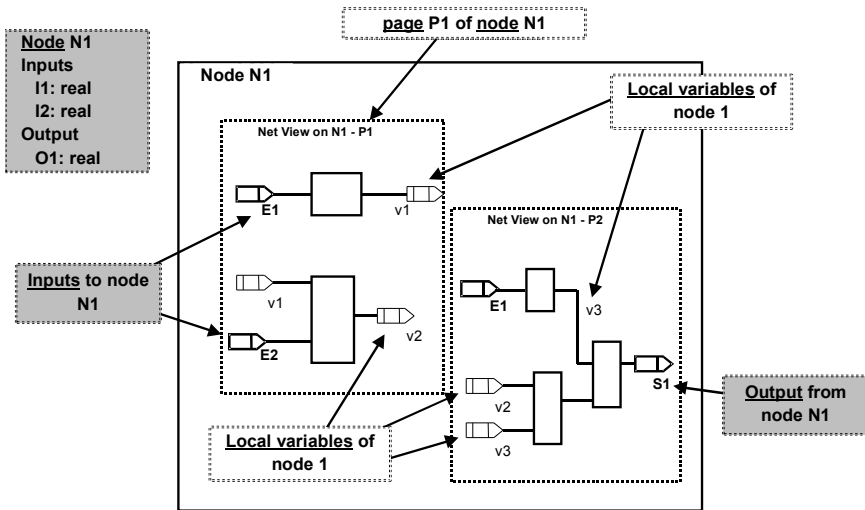 page P1 of node N1
Node N1
Inputs
I1: real
I2: real
Output
O1: real
Node N1
Local variables of
node 1
Net View on N1 - P1
E1
v1
Net View on N1 - P2
Inputs to node
N1
v1
E2
v2
E1
v3
v2
v3
S1
Output from
node N1
Local variables of
node 1